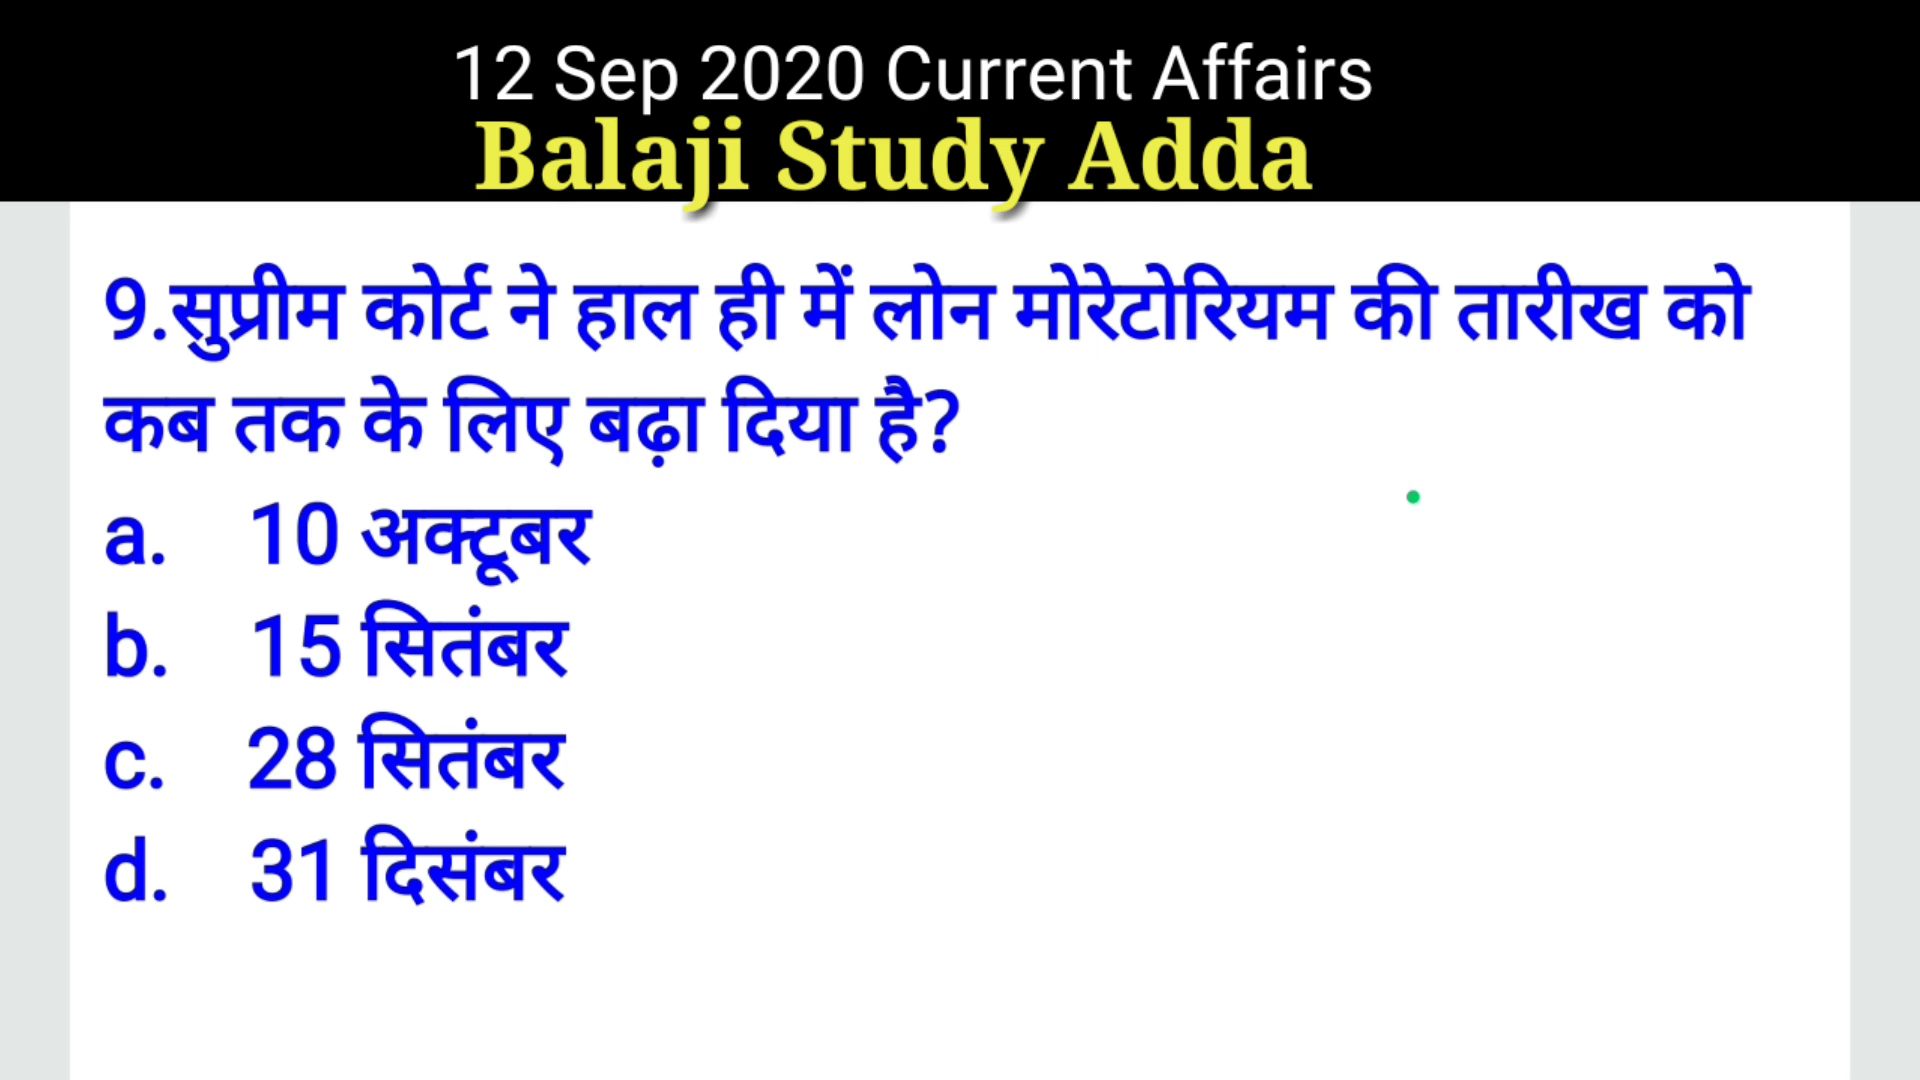 12 Sep 2020 Current Affairs
Balaji Study Adda
9.सुप्रीम कोर्ट ने हाल ही में लोन मोरेटोरियम की तारीख को
कब तक के लिए बढ़ा दिया है?
a. 10 अक्टूबर
b. 15 सितंबर
c. 28 सितंबर
d. 31 दिसंबर